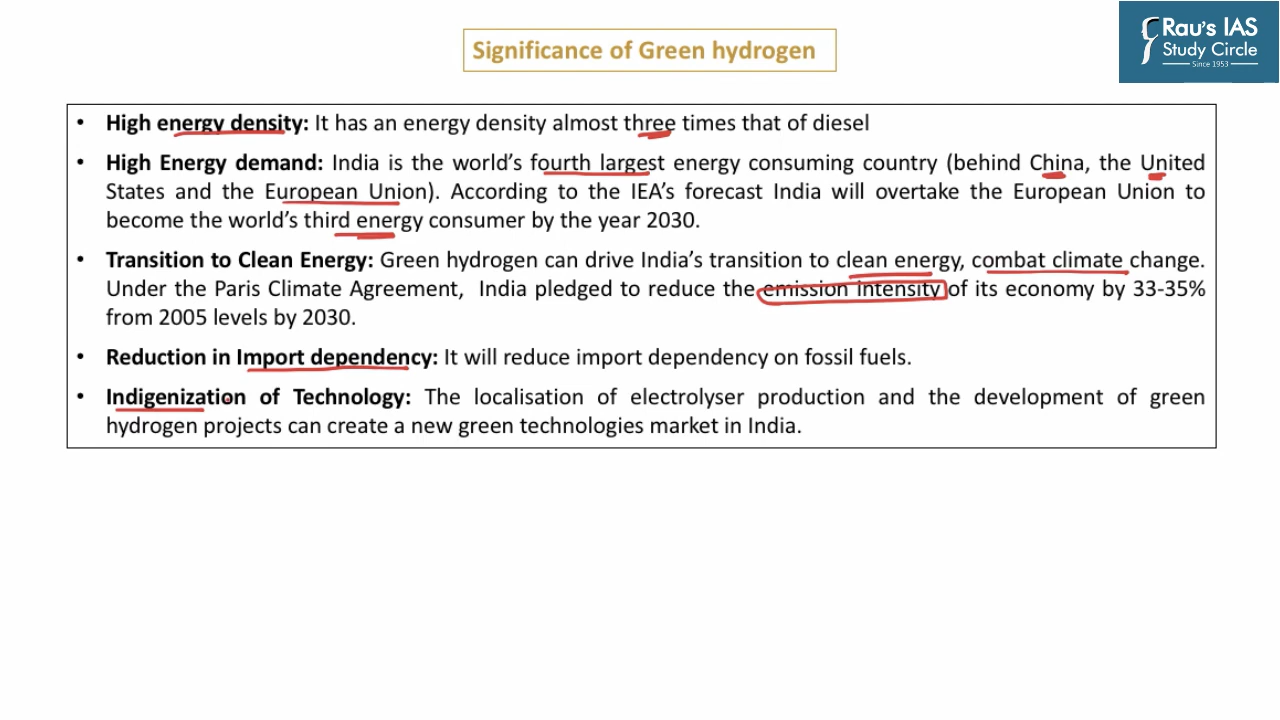 Significance of Green hydrogen
Rau's IAS
Study Circle
Since 1953
• High energy density: It has an energy density almost three times that of diesel
• High Energy demand: India is the world's fourth largest energy consuming country (behind China, the United
States and the European Union). According to the IEA's forecast India will overtake the European Union to
become the world's third energy consumer by the year 2030.
• Transition to Clean Energy: Green hydrogen can drive India's transition to clean energy, combat climate change.
Under the Paris Climate Agreement, India pledged to reduce the emission intensity of its economy by 33-35%
from 2005 levels by 2030.
• Reduction in Import dependency: It will reduce import dependency on fossil fuels.
• Indigenization of Technology: The localisation of electrolyser production and the development of green
hydrogen projects can create a new green technologies market in India.